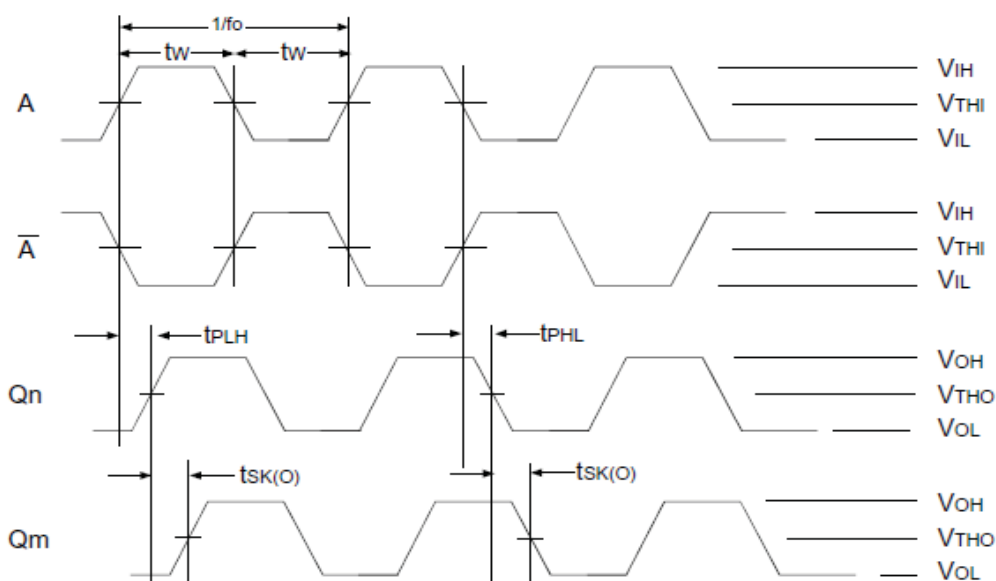 1/fo
tW tW
A
VIH
VTHI
VIL
A
VIH
VTHI
VIL
tPLH tPHL
Qn
VOH
VTHO
VOL
tSK(O) tSK(O)
Qm
VOH
VTHO
VOL